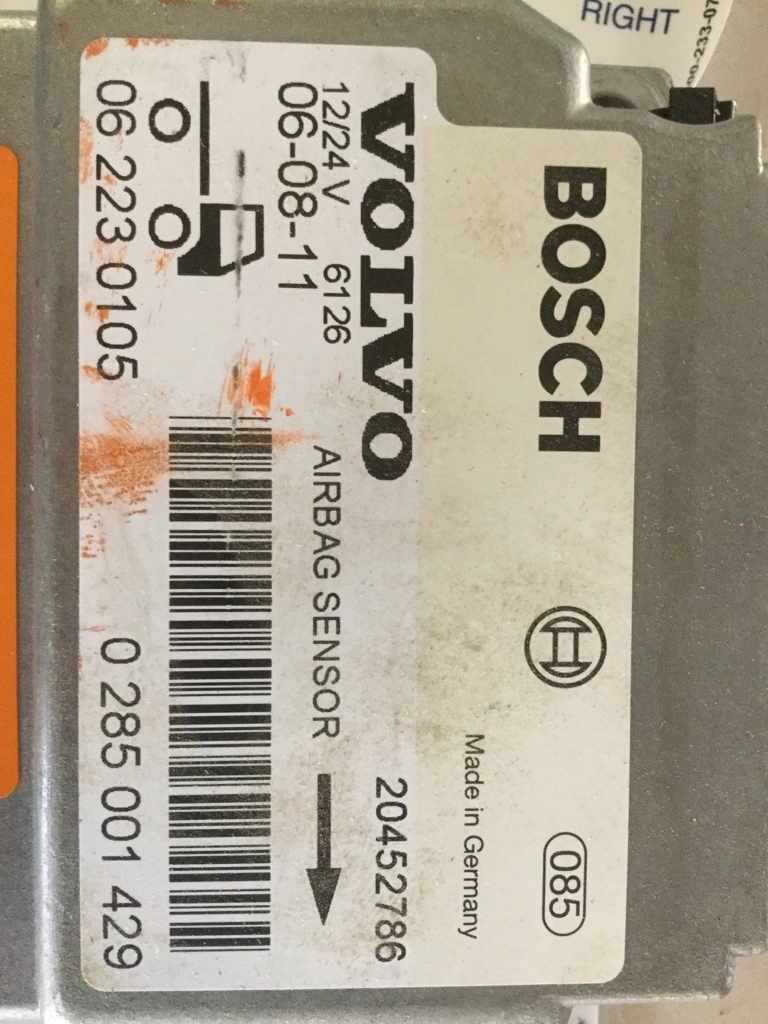 RIGHT
BOSCH
085
Made in Germany
VOLVO
20452786
12/24 V 6126
AIRBAG SENSOR
06-08-11
06 223 0105
0 285 001 429